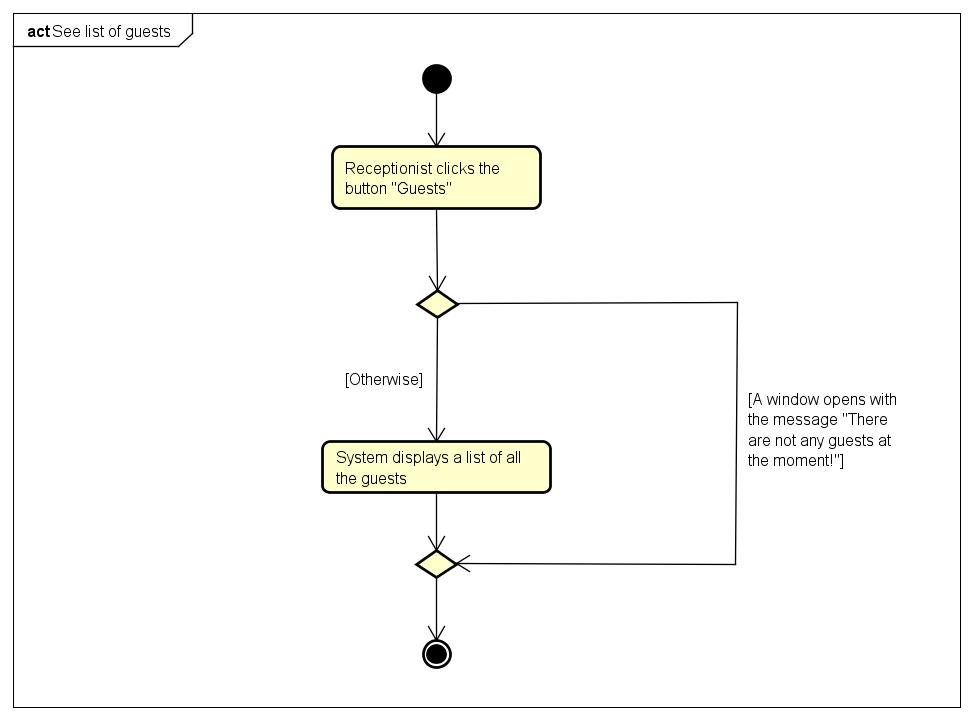 act See list of guests
Receptionist clicks the
button "Guests"
[Otherwise]
[A window opens with
the message "There
are not any guests at
the moment!"]
System displays a list of all
the guests